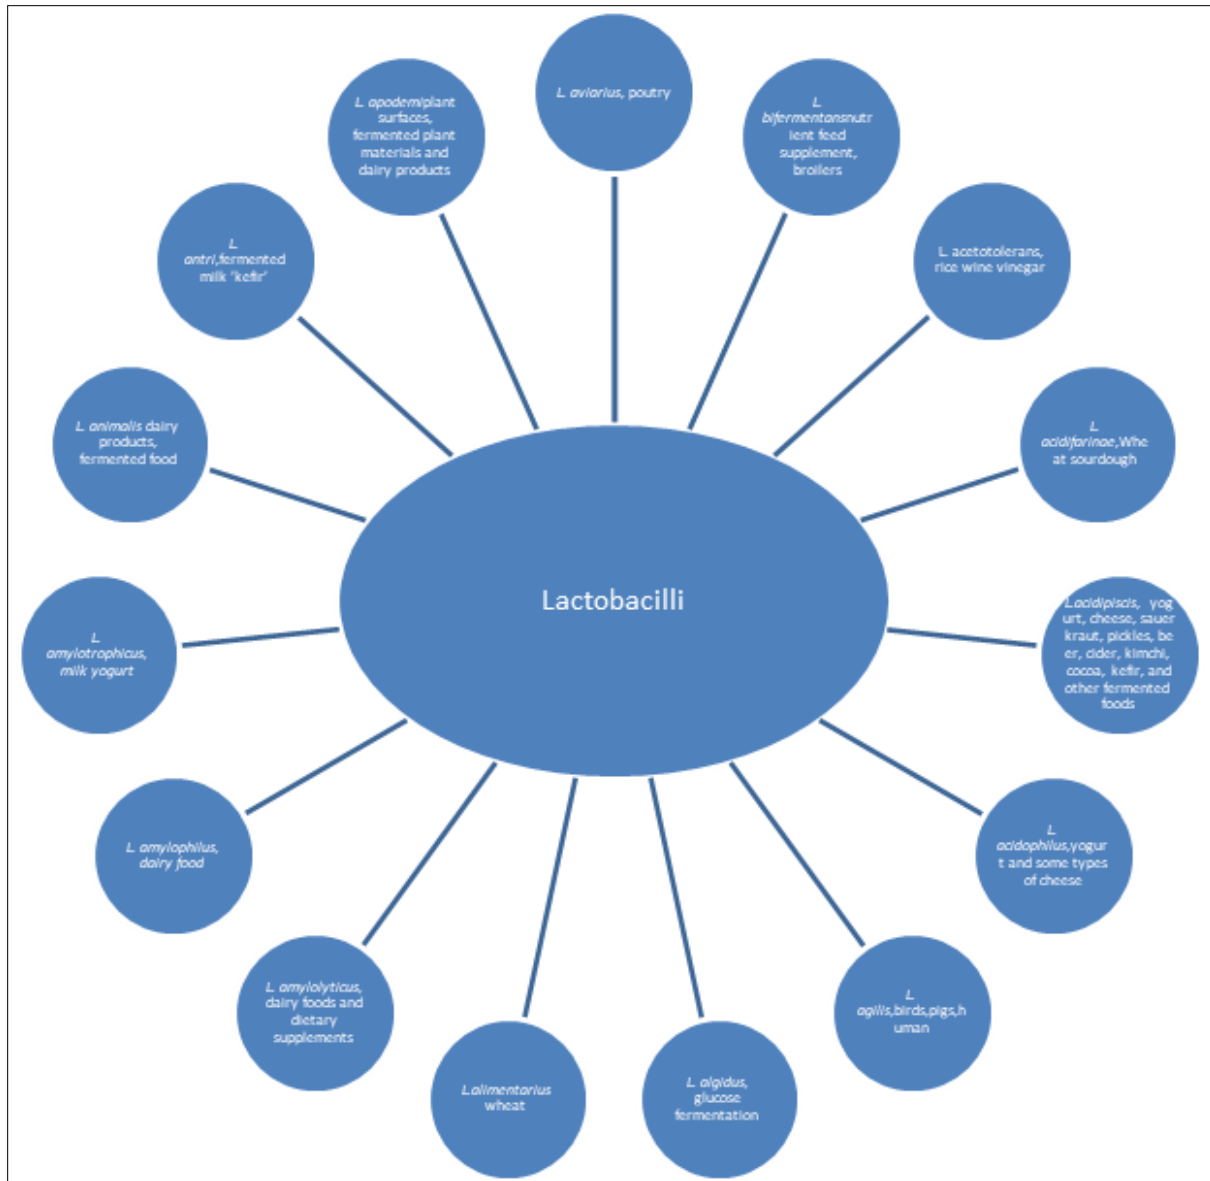 L. aviarius, poutry
L.
bifermentansnutr
ient feed
supplement,
broilers
L. acetotolerans,
rice wine vinegar
L.
acidifarinae,Whe
at sourdough
L.acidipiscis, yog
urt, cheese, sauer
kraut, pickles, be
er, cider, kimchi,
cocoa, kefir, and
other fermented
foods
L.
acidophilus,yogur
t and some types
of cheese
L.
agilis,birds,pigs,h
uman
L. algidus,
glucose
fermentation
L.alimentarius
wheat
L. amylolyticus,
dairy foods and
dietary
supplements
L. amylophilus,
dairy food
L.
amylotrophicus,
milk yogurt
L. animalis dairy
products,
fermented food
L.
antri,fermented
milk ‘kefir’
L. apodemiplant
surfaces,
fermented plant
materials and
dairy products
Lactobacilli